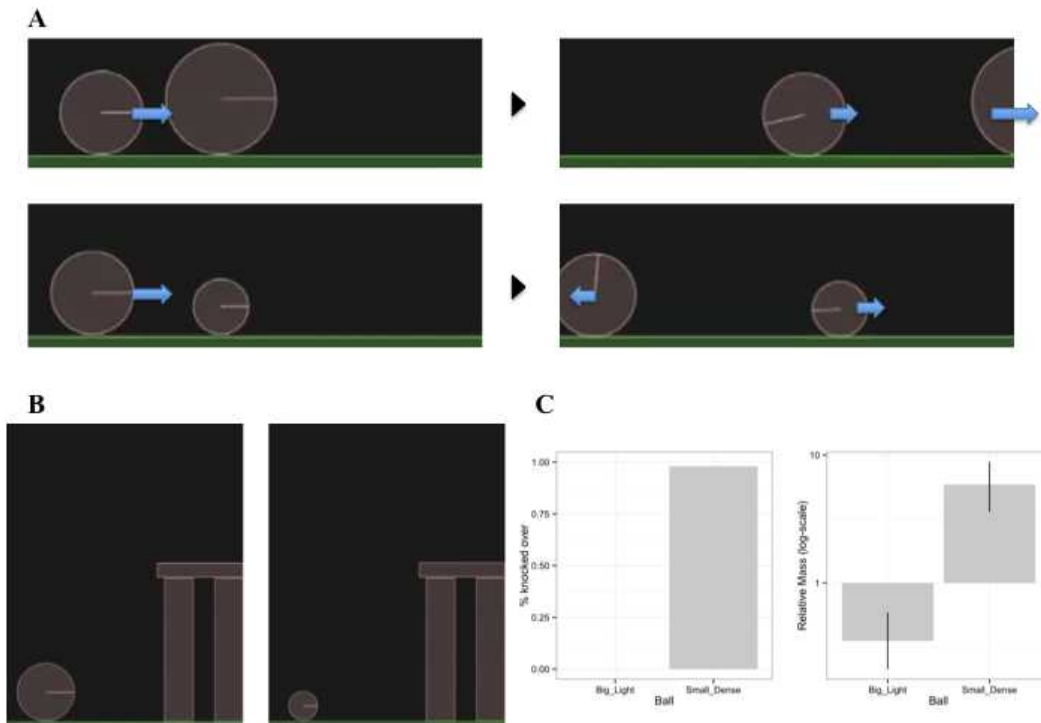 A
B
C
1.00
0.75
0.50
0.25
0.00
% knocked over
Big_Light
Small_Dense
Ball
10
1
Relative Mass (log-scale)
Big_Light
Small_Dense
Ball